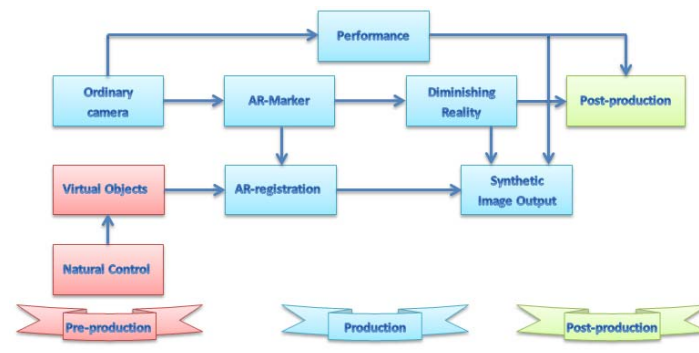 Performance
Ordinary
camera
AR-Marker
Diminishing
Reality
Post-production
Virtual Objects
AR-registration
Synthetic
Image Output
Natural Control
Pre-production
Production
Post-production